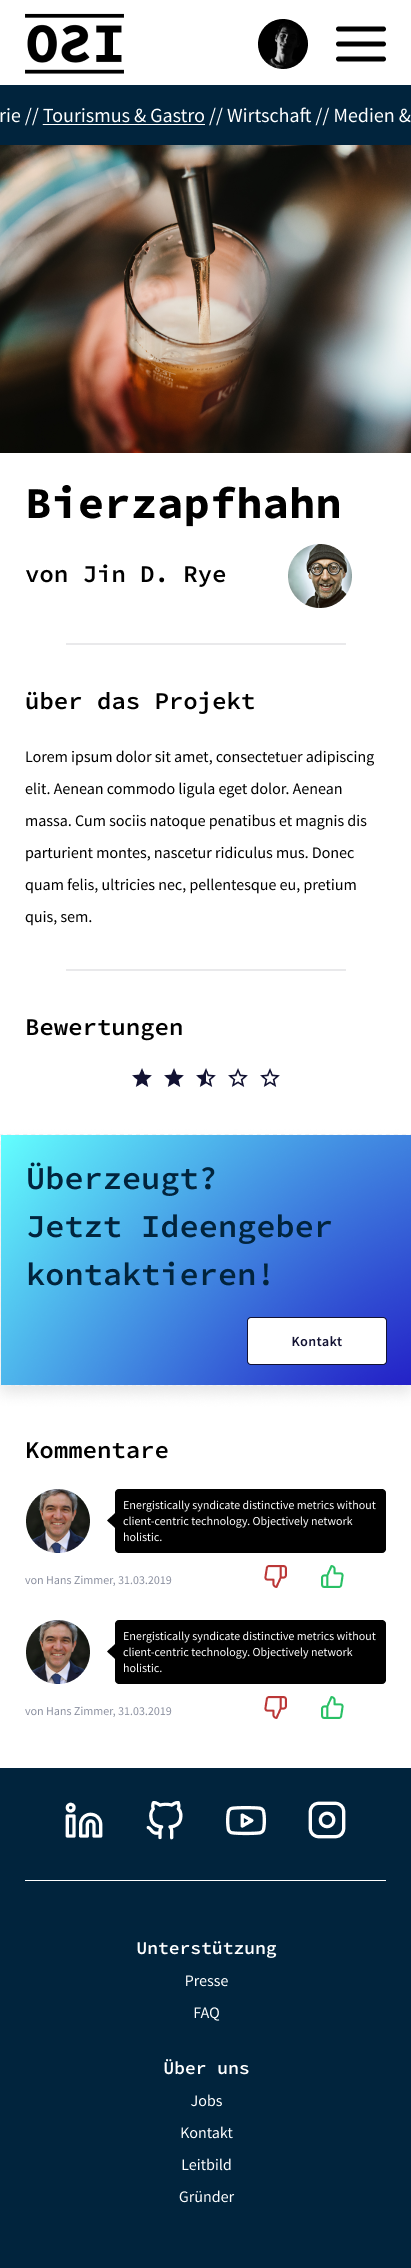 OSI
rie // Tourismus & Gastro // Wirtschaft // Medien &
Bierzapfhahn
von Jin D. Rye
über das Projekt
Lorem ipsum dolor sit amet, consectetuer adipiscing
elit. Aenean commodo ligula eget dolor. Aenean
massa. Cum sociis natoque penatibus et magnis dis
parturient montes, nascetur ridiculus mus. Donec
quam felis, ultricies nec, pellentesque eu, pretium
quis, sem.
Bewertungen
Überzeugt?
Jetzt Ideengeber
kontaktieren!
Kontakt
Kommentare
Energistically syndicate distinctive metrics without
client-centric technology. Objectively network
holistic.
von Hans Zimmer, 31.03.2019
Energistically syndicate distinctive metrics without
client-centric technology. Objectively network
holistic.
von Hans Zimmer, 31.03.2019
in
Unterstützung
Presse
FAQ
Über uns
Jobs
Kontakt
Leitbild
Gründer